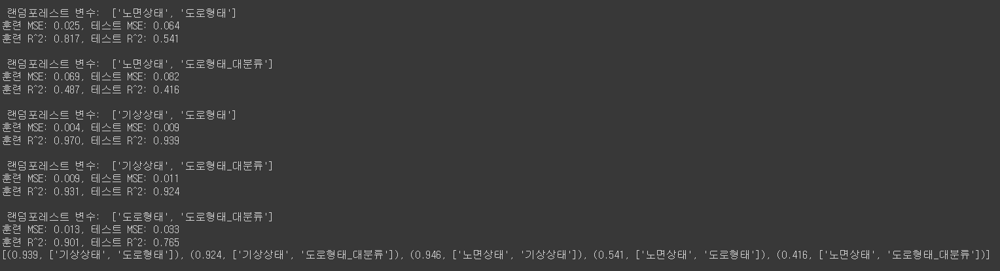 랜덤포레스트 변수:  ['노면상태', '도로형태']
훈련 MSE: 0.025, 테스트 MSE: 0.064
훈련 R^2: 0.817, 테스트 R^2: 0.541
랜덤포레스트 변수:  ['노면상태', '도로형태_대분류']
훈련 MSE: 0.069, 테스트 MSE: 0.082
훈련 R^2: 0.487, 테스트 R^2: 0.416
랜덤포레스트 변수:  ['기상상태', '도로형태']
훈련 MSE: 0.004, 테스트 MSE: 0.009
훈련 R^2: 0.970, 테스트 R^2: 0.939
랜덤포레스트 변수:  ['기상상태', '도로형태_대분류']
훈련 MSE: 0.009, 테스트 MSE: 0.011
훈련 R^2: 0.931, 테스트 R^2: 0.924
랜덤포레스트 변수:  ['도로형태', '도로형태_대분류']
훈련 MSE: 0.013, 테스트 MSE: 0.033
훈련 R^2: 0.901, 테스트 R^2: 0.765
[(0.939, ['기상상태', '도로형태']), (0.924, ['기상상태', '도로형태_대분류']), (0.946, ['노면상태', '기상상태']), (0.541, ['노면상태', '도로형태']), (0.416, ['노면상태', '도로형태_대분류'])]